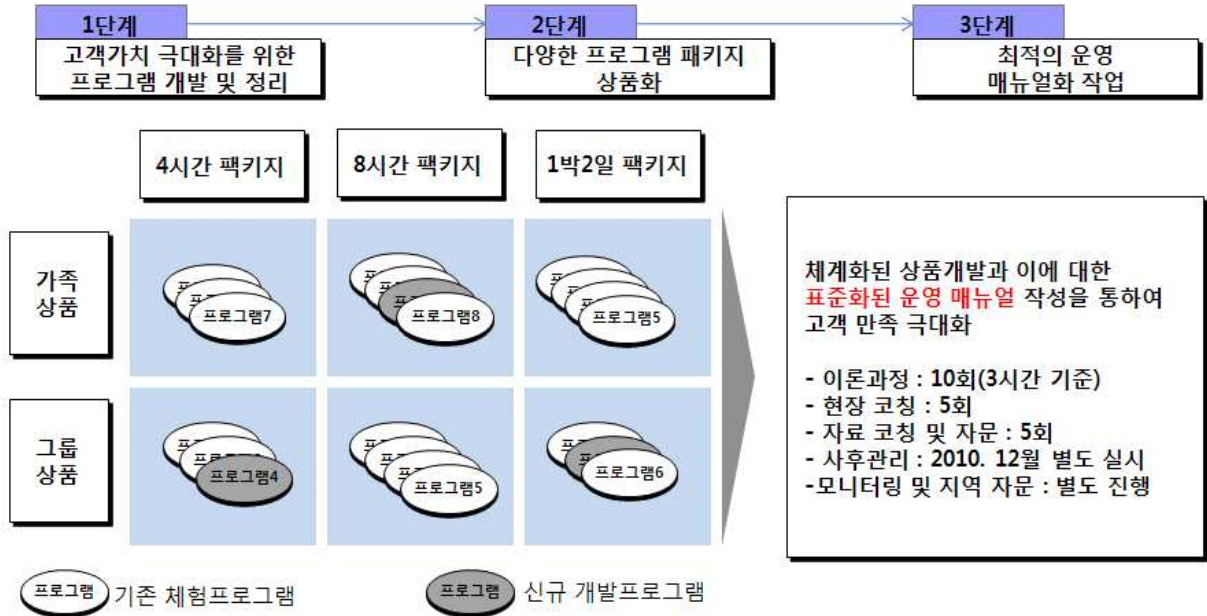 1단계
고객가치 극대화를 위한
프로그램 개발 및 정리
2단계
다양한 프로그램 패키지
상품화
3단계
최적의 운영
매뉴얼화 작업
4시간 팩키지
8시간 팩키지
1박2일 팩키지
가족
상품
프로그램7
프로그램8
프로그램5
그룹
상품
프로그램4
프로그램5
프로그램6
체계화된 상품개발과 이에 대한
표준화된 운영 매뉴얼 작성을 통하여
고객 만족 극대화
- 이론과정 : 10회(3시간 기준)
- 현장 코칭 : 5회
- 자료 코칭 및 자문 : 5회
- 사후관리 : 2010. 12월 별도 실시
-모니터링 및 지역 자문 : 별도 진행
프로그램 기존 체험프로그램
프로그램 신규 개발프로그램